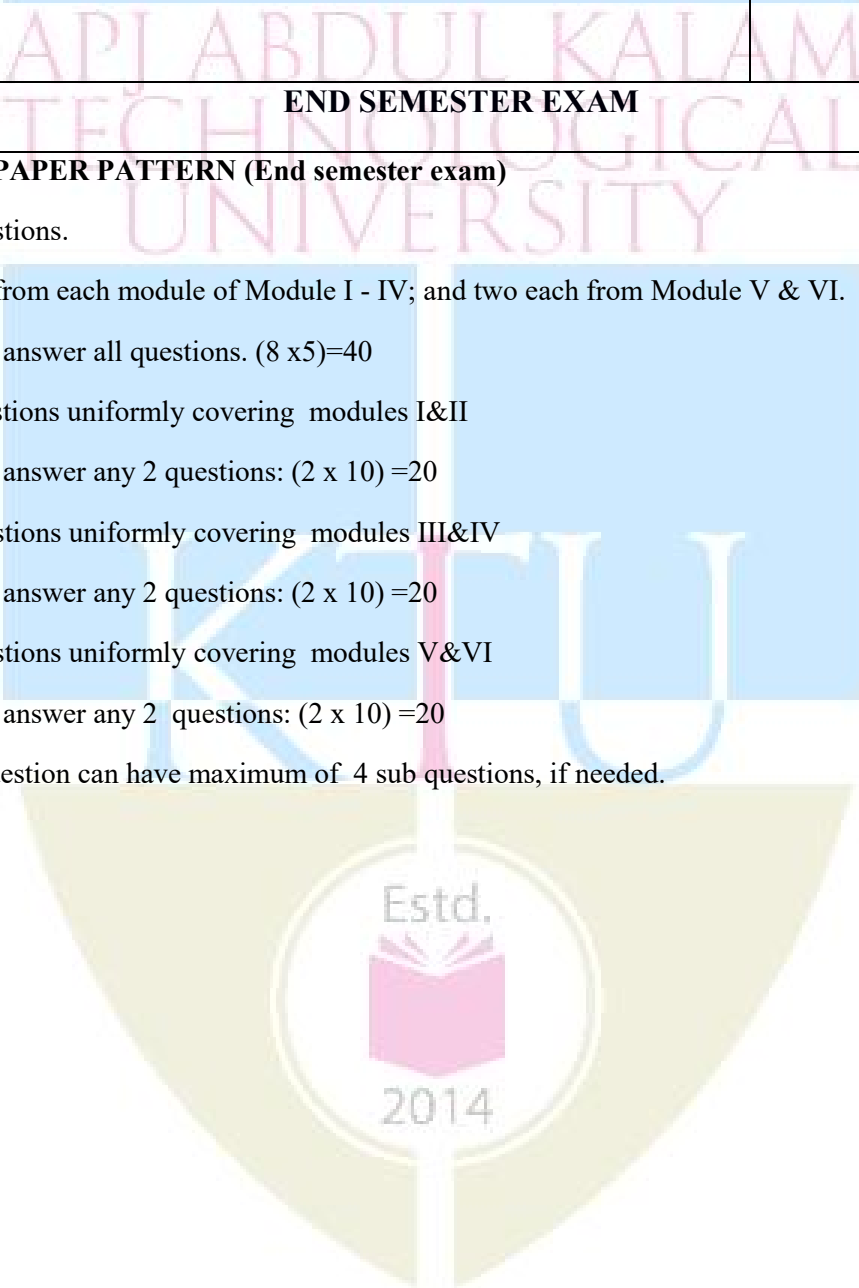 APJ ABDUL KALAM
TECHNOLOGICAL
UNIVERSITY
END SEMESTER EXAM
PAPER PATTERN (End semester exam)
stions.
from each module of Module I - IV; and two each from Module V & VI.
answer all questions. (8 x5)=40
stions uniformly covering modules I&II
answer any 2 questions: (2 x 10) =20
stions uniformly covering modules III&IV
answer any 2 questions: (2 x 10) =20
stions uniformly covering modules V&VI
answer any 2 questions: (2 x 10) =20
estion can have maximum of 4 sub questions, if needed.
KTU
Estd.
2014